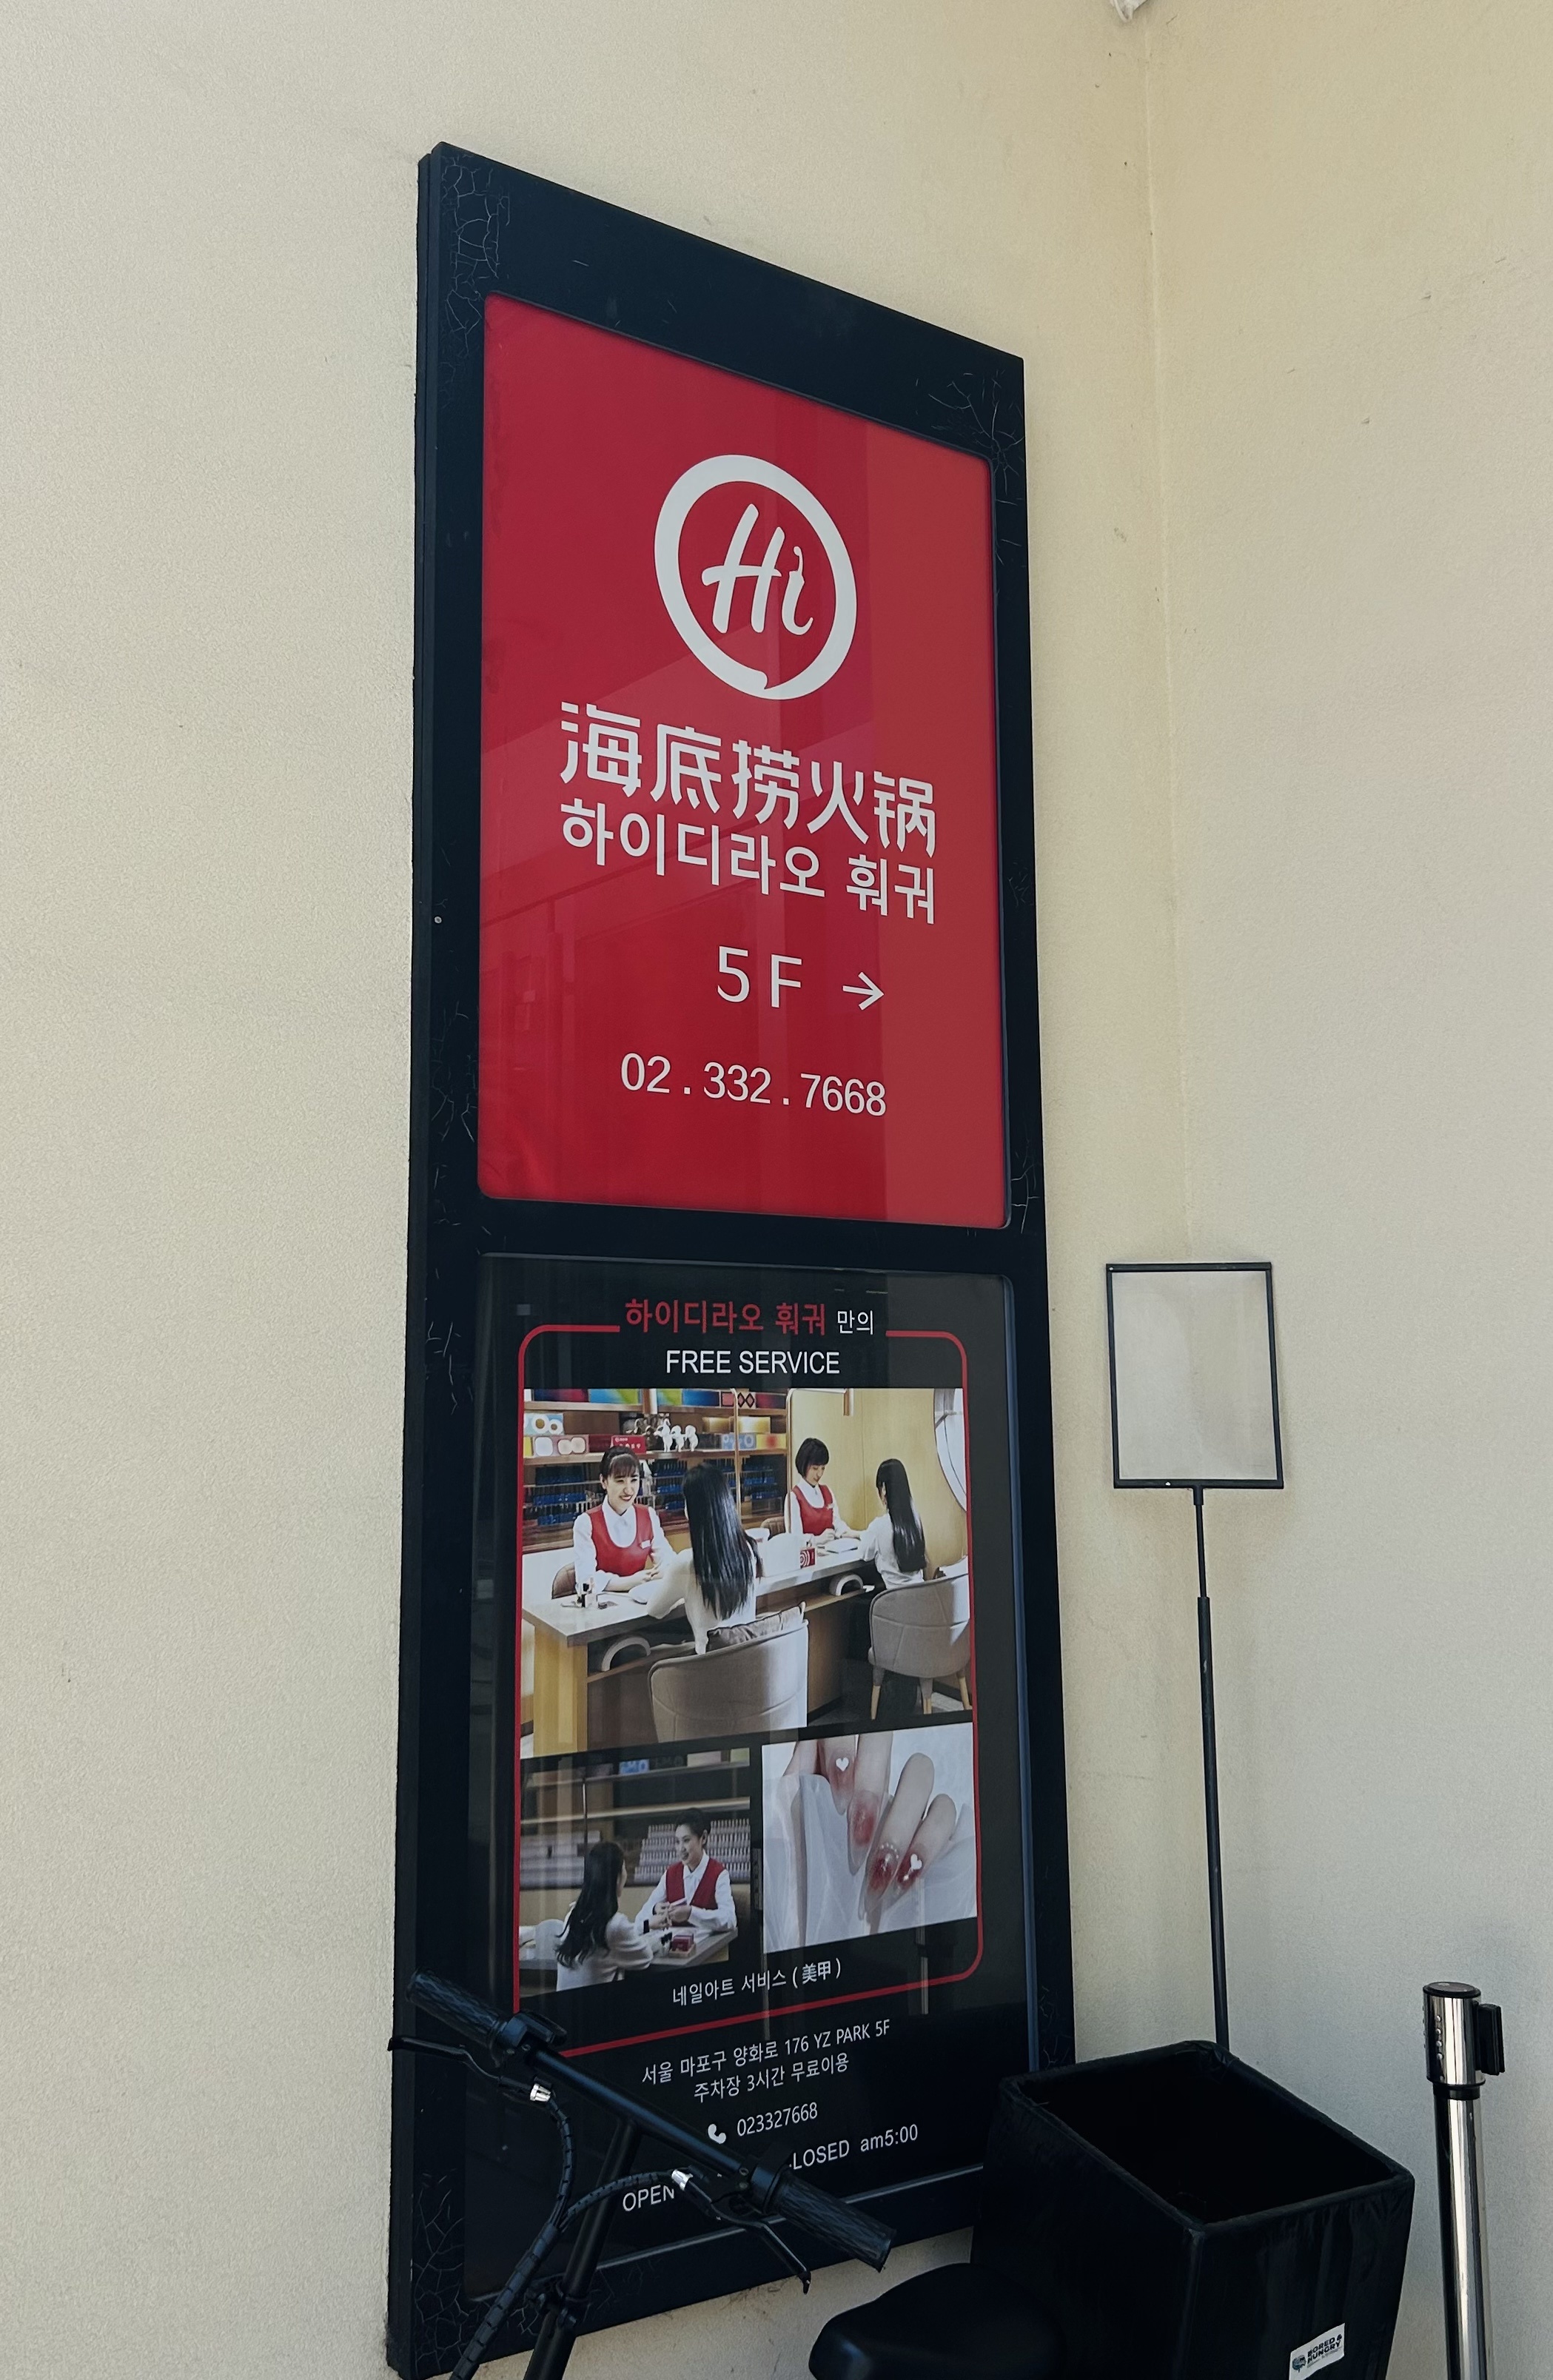 Hi
海底捞火锅
하이디라오 훠궈
5F →
02.332.7668
하이디라오 훠궈 만의
FREE SERVICE
네일아트 서비스 (美甲)
서울 마포구 양화로 176 YZ PARK 5F
주차장 3시간 무료이용
023327668
OPEN LOSED am5:00
BORED &
HUNGRY